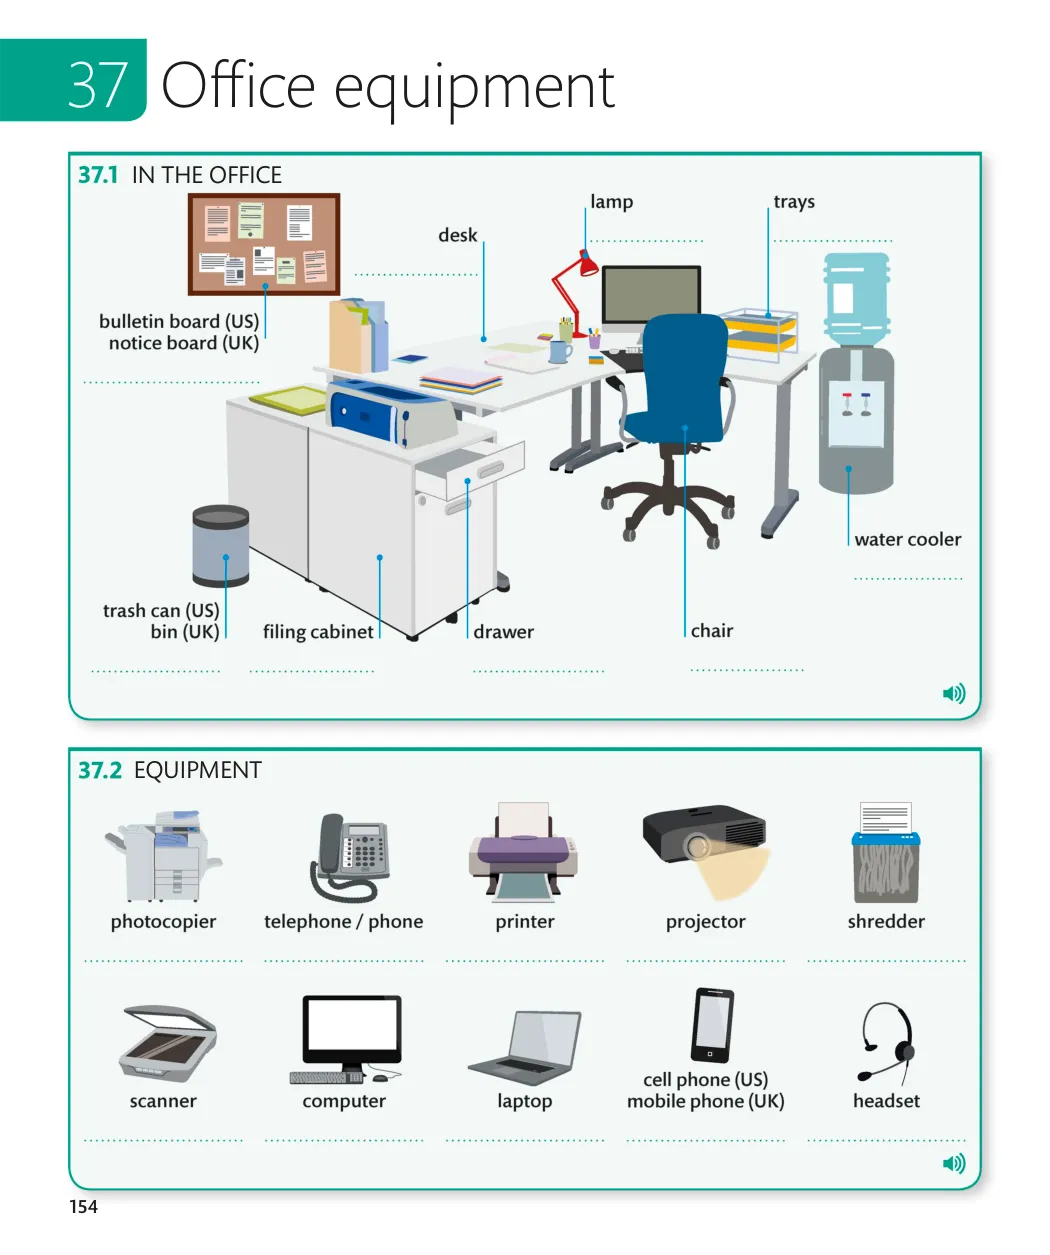 37 Office equipment
37.1 IN THE OFFICE
lamp
trays
desk
bulletin board (US)
notice board (UK)
water cooler
trash can (US)
bin (UK)
filing cabinet
drawer
chair
37.2 EQUIPMENT
photocopier
telephone / phone
printer
projector
shredder
scanner
computer
laptop
cell phone (US)
mobile phone (UK)
headset
154